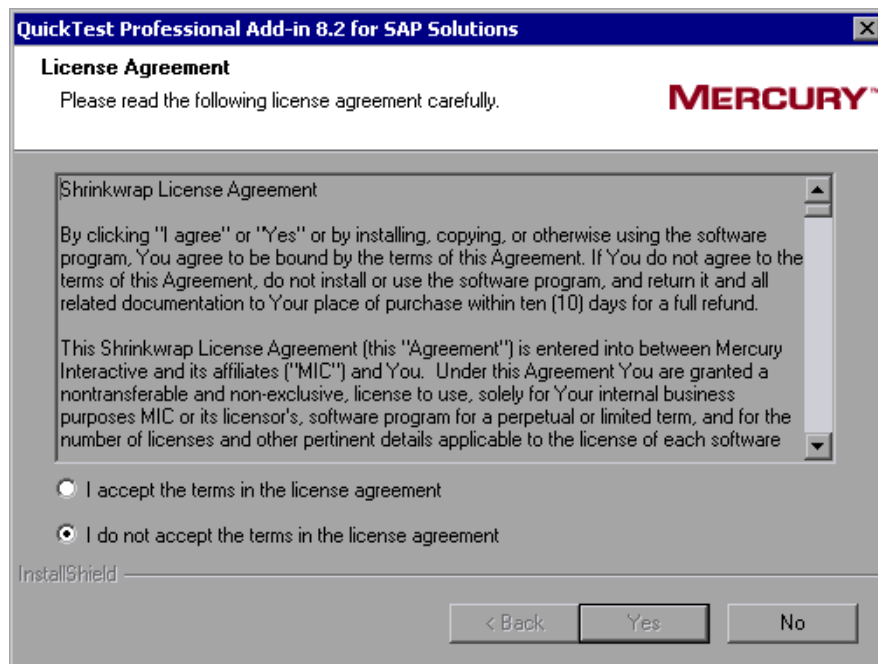 QuickTest Professional Add-in 8.2 for SAP Solutions
License Agreement
Please read the following license agreement carefully.
MERCURY™
Shrinkwrap License Agreement
By clicking "I agree" or "Yes" or by installing, copying, or otherwise using the software
program, You agree to be bound by the terms of this Agreement. If You do not agree to the
terms of this Agreement, do not install or use the software program, and return it and all
related documentation to Your place of purchase within ten (10) days for a full refund.
This Shrinkwrap License Agreement (this "Agreement") is entered into between Mercury
Interactive and its affiliates ("MIC") and You.  Under this Agreement You are granted a
nontransferable and non-exclusive, license to use, solely for Your internal business
purposes MIC or its licensor's, software program for a perpetual or limited term, and for the
number of licenses and other pertinent details applicable to the license of each software
I accept the terms in the license agreement
I do not accept the terms in the license agreement
InstallShield
< Back
Yes
No